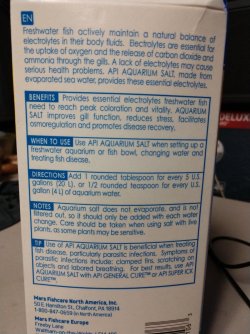 EN
Freshwater fish actively maintain a natural balance of
electrolytes in their body fluids. Electrolytes are essential for
the uptake of oxygen and the release of carbon dioxide and
ammonia through the gills. A lack of electrolytes may cause
serious health problems. API AQUARIUM SALT, made from
evaporated sea water, provides these essential electrolytes.
BENEFITS Provides essential electrolytes freshwater fish
need to reach peak coloration and vitality. AQUARIUM
SALT improves gill function, reduces stress, facilitates
osmoregulation and promotes disease recovery.
WHEN TO USE Use API AQUARIUM SALT when setting up a
freshwater aquarium or fish bowl, changing water and
treating fish disease.
DIRECTIONS Add 1 rounded tablespoon for every 5 U.S.
gallons (20 L), or 1/2 rounded teaspoon for every U.S.
gallon (4 L) of aquarium water.
NOTES Aquarium salt does not evaporate, and is not
filtered out, so it should only be added with each water
change. Care should be taken when using salt with live
plants, as some plants may be sensitive.
TIP Use of API AQUARIUM SALT is beneficial when treating
fish disease, particularly parasitic infections. Symptoms of
parasitic infections include: clamped fins, scratching on
objects and labored breathing. For best results, use API
AQUARIUM SALT with API GENERAL CURE™ or API SUPER ICK
CURE™.
Mars Fishcare North America, Inc.
50 E. Hamilton St., Chalfont, PA 18914
1-800-847-0659 (in North America)
Mars Fishcare Europe
DELUXE